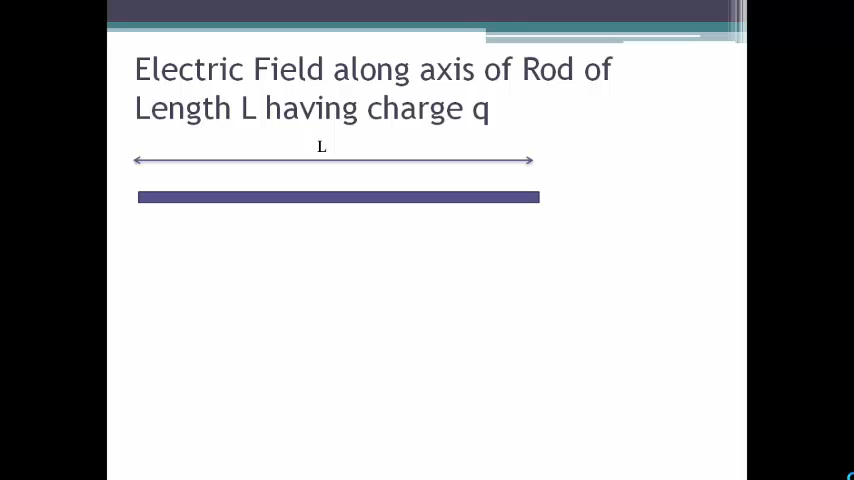 Electric Field along axis of Rod of
Length L having charge q
L